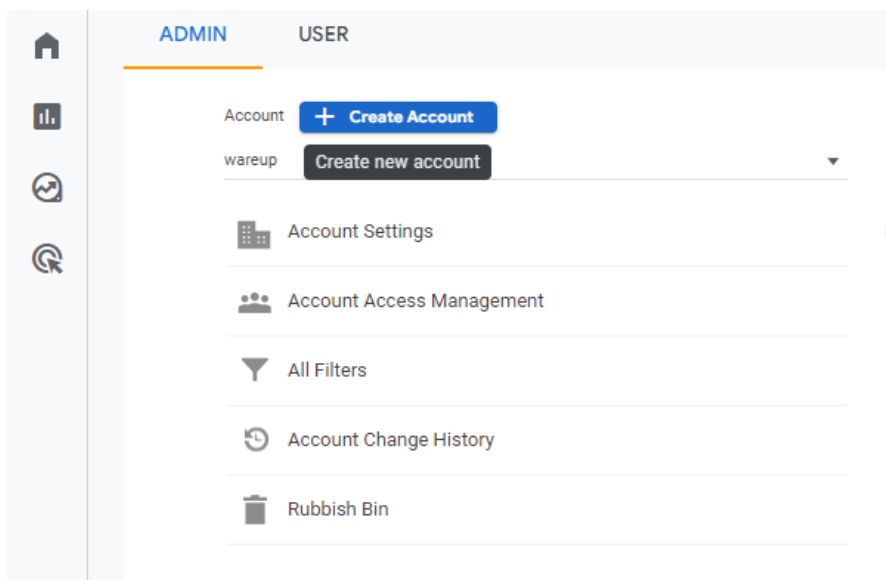 ADMIN USER
Account + Create Account
wareup Create new account
Account Settings
Account Access Management
All Filters
Account Change History
Rubbish Bin